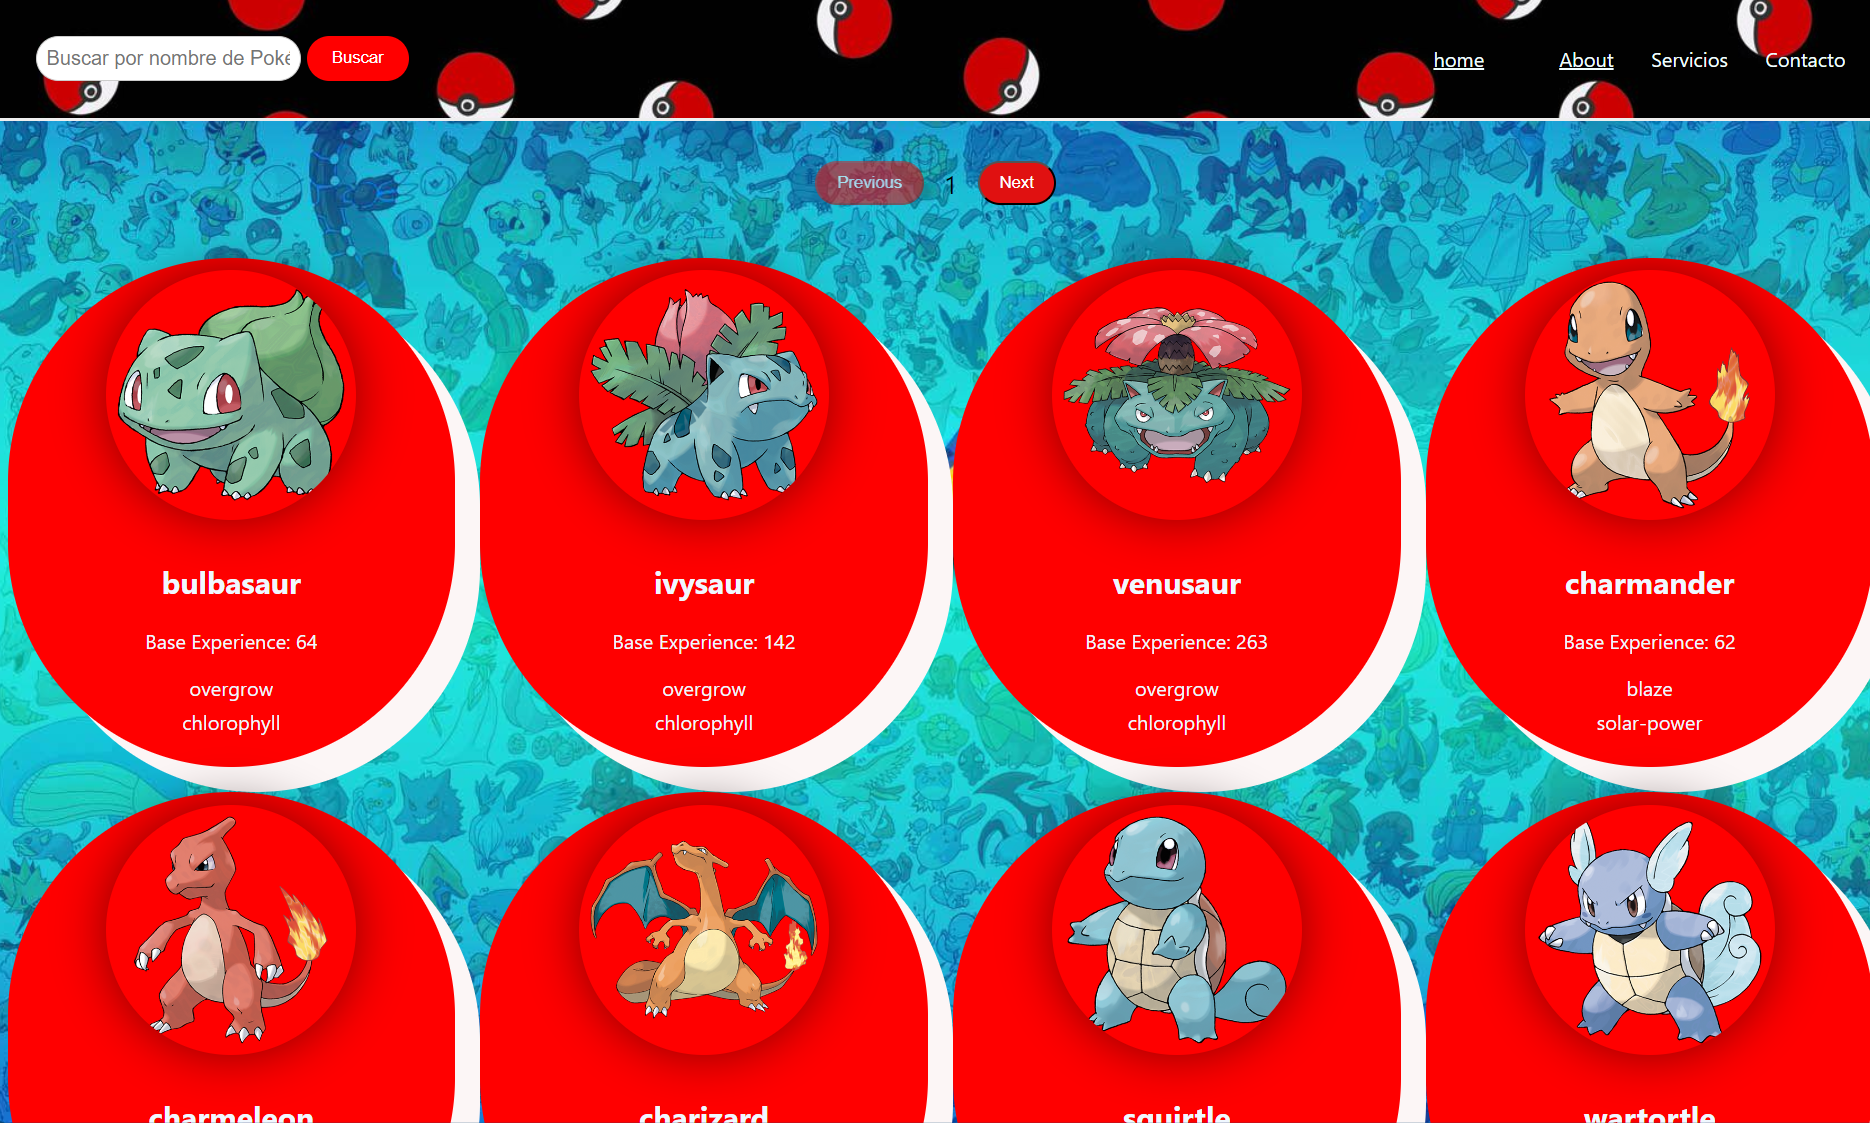 Buscar por nombre de Poké
Buscar
home
About
Servicios
Contacto
Previous
1
Next
bulbasaur
Base Experience: 64
overgrow
chlorophyll
ivysaur
Base Experience: 142
overgrow
chlorophyll
venusaur
Base Experience: 263
overgrow
chlorophyll
charmander
Base Experience: 62
blaze
solar-power
charmeleon
charizard
squirtle
wartortle